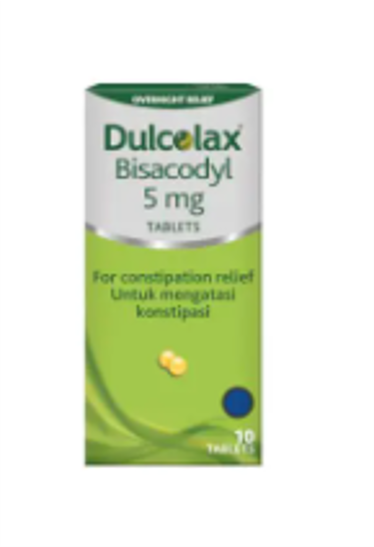 OVERNIGHT RELIEF
Dulcolax
Bisacodyl
5 mg
TABLETS
For constipation relief
Untuk mengatasi
konstipasi
10
TABLETS